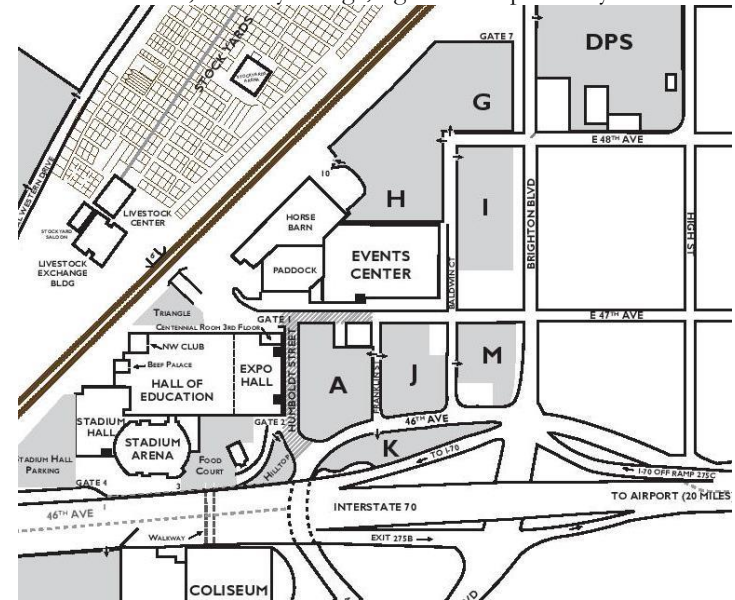 GATE 7
DPS
STOCK YARDS
G
E 48TH AVE
10
H
I
LIVESTOCK
CENTER
HORSE
BARN
BRIGHTON BLVD
HIGH ST
STOCK YARD
SALOON
LIVESTOCK
EXCHANGE
BLDG
PADDOCK
EVENTS
CENTER
BALDWIN CT
TRIANGLE
GATE 1
E 47TH AVE
CENTENNIAL ROOM 3RD FLOOR
NW CLUB
BEEF PALACE
HALL OF
EDUCATION
EXPO
HALL
HUMBOLDT STREET
A
FRANKLIN ST
J
M
STADIUM
HALL
STADIUM
ARENA
GATE 2
46TH AVE
K
STADIUM HALL
PARKING
FOOD
COURT
HILLTOP
TO I-70
I-70 OFF RAMP 275C
GATE 4
3
46TH AVE
INTERSTATE 70
TO AIRPORT (20 MILES
WALKWAY
EXIT 275B
COLISEUM